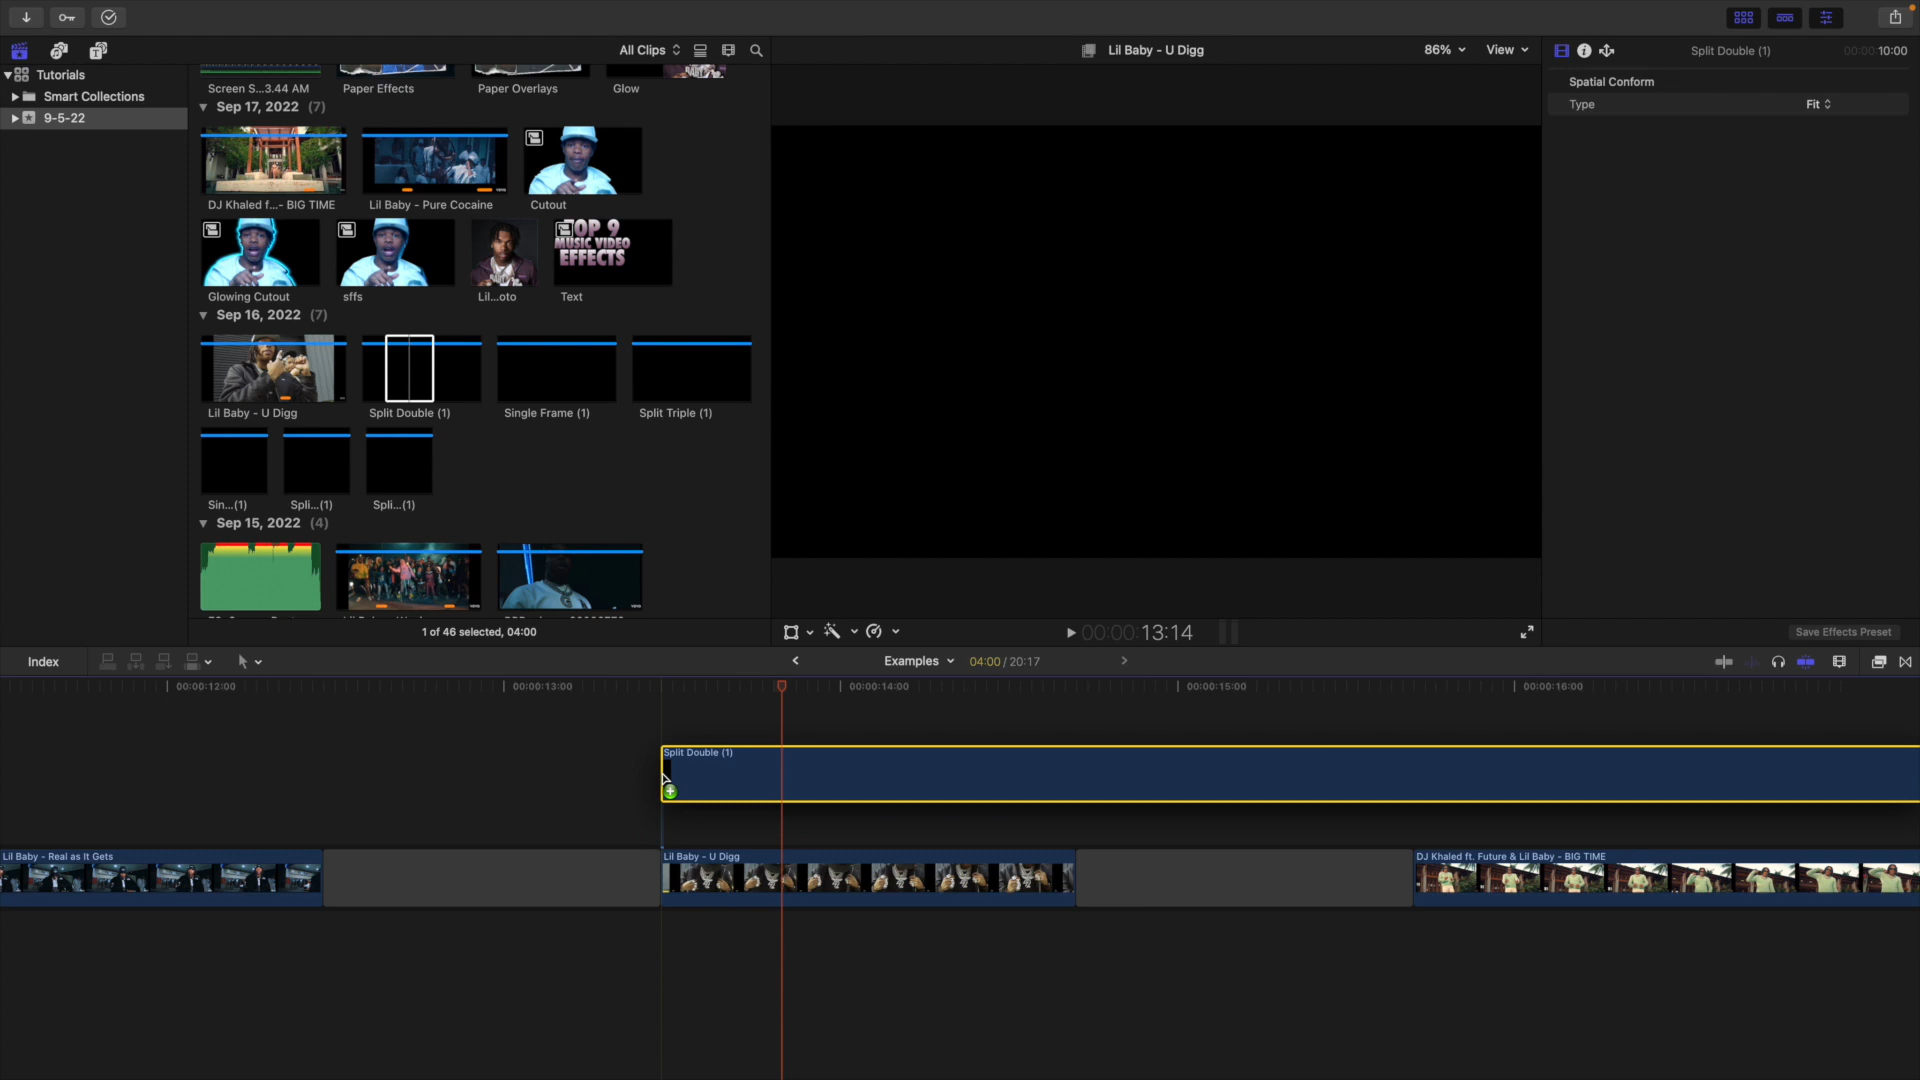 All Clips
Lil Baby - U Digg
86%
View
Split Double (1)
00:00:10:00
Tutorials
Smart Collections
9-5-22
Spatial Conform
Type
Fit
Screen S...3.44 AM
Paper Effects
Paper Overlays
Glow
Sep 17, 2022 (7)
DJ Khaled f...- BIG TIME
Lil Baby - Pure Cocaine
Cutout
TOP 9
MUSIC VIDEO
EFFECTS
Glowing Cutout
sffs
Lil...oto
Text
Sep 16, 2022 (7)
Lil Baby - U Digg
Split Double (1)
Single Frame (1)
Split Triple (1)
Sin...(1)
Spli...(1)
Spli...(1)
Sep 15, 2022 (4)
1 of 46 selected, 04:00
00:00:13:14
Save Effects Preset
Index
Examples
04:00 / 20:17
00:00:12:00
00:00:13:00
00:00:14:00
00:00:15:00
00:00:16:00
Split Double (1)
Lil Baby - Real as It Gets
Lil Baby - U Digg
DJ Khaled ft. Future & Lil Baby - BIG TIME